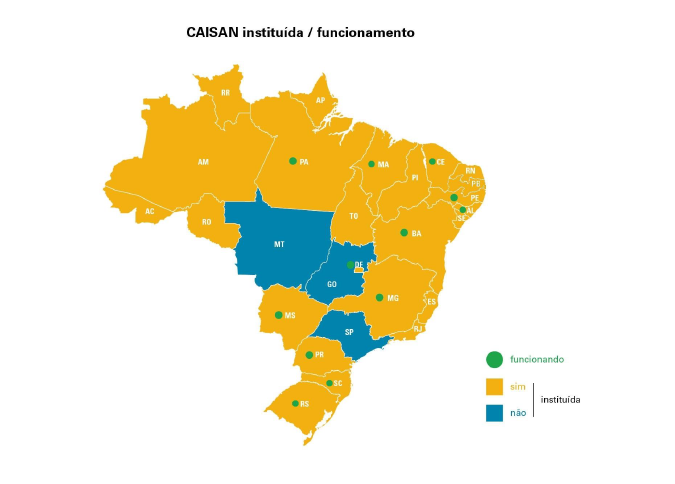 CAISAN instituída / funcionamento
RR
AP
AM
PA
MA
CE
RN
PB
PI
PE
AL
SE
AC
RO
TO
BA
MT
DF
GO
MG
ES
MS
SP
RJ
PR
SC
RS
funcionando
sim
instituída
não